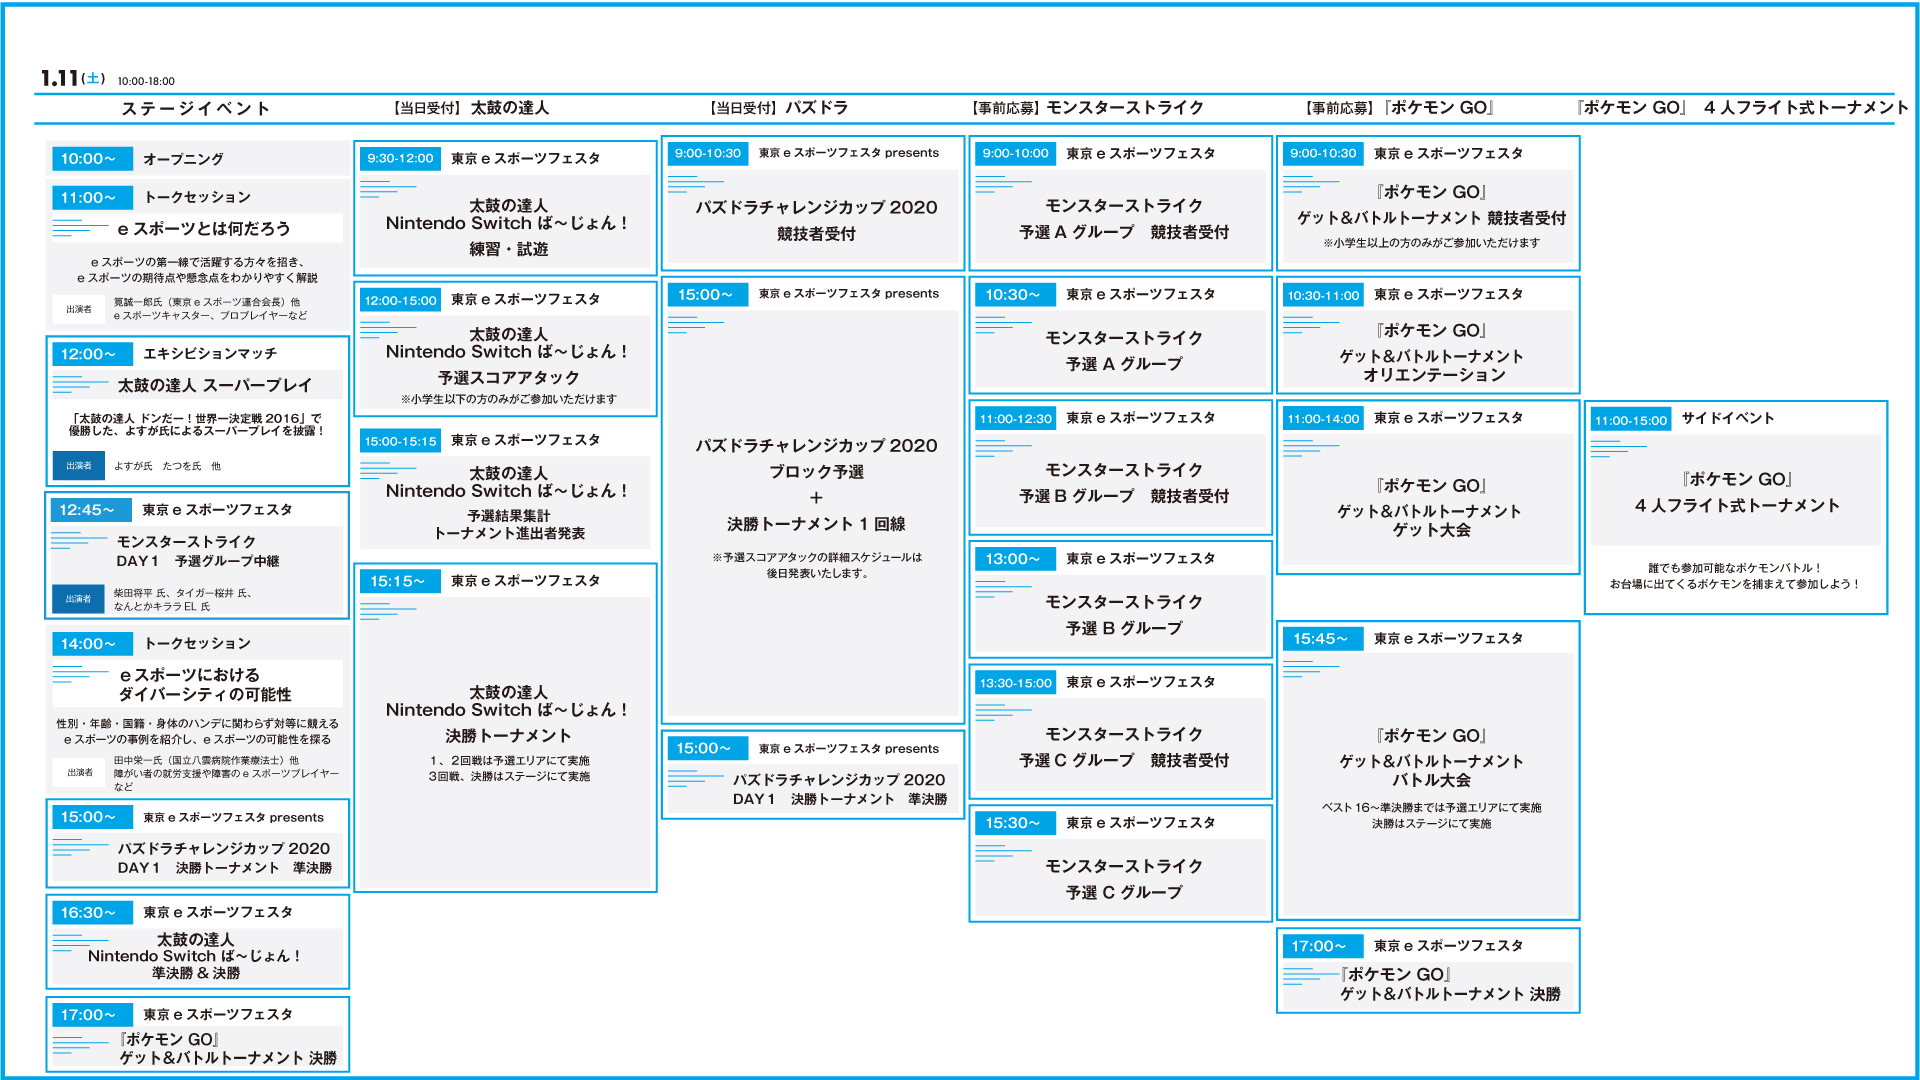 1.11(土) 10:00-18:00
ステージイベント
【当日受付】太鼓の達人
【当日受付】パズドラ
【事前応募】モンスターストライク
【事前応募】『ポケモン GO』
『ポケモン GO』 4人フライト式トーナメント
10:00〜 オープニング
11:00〜 トークセッション
e スポーツとは何だろう
e スポーツの第一線で活躍する方々を招き、
e スポーツの期待点や懸念点をわかりやすく解説
出演者
筧誠一郎氏（東京 e スポーツ連合会長）他
e スポーツキャスター、プロプレイヤーなど
12:00〜 エキシビションマッチ
太鼓の達人 スーパープレイ
「太鼓の達人 ドンだー！世界一決定戦 2016」で
優勝した、よすが氏によるスーパープレイを披露！
出演者 よすが氏 たつを氏 他
12:45〜 東京 e スポーツフェスタ
モンスターストライク
DAY 1 予選グループ中継
出演者
柴田将平 氏、タイガー桜井 氏、
なんとかキララ EL 氏
14:00〜 トークセッション
e スポーツにおける
ダイバーシティの可能性
性別・年齢・国籍・身体のハンデに関わらず対等に競える
e スポーツの事例を紹介し、e スポーツの可能性を探る
出演者
田中栄一氏（国立八雲病院作業療法士）他
障がい者の就労支援や障害の e スポーツプレイヤー
など
15:00〜 東京 e スポーツフェスタ presents
パズドラチャレンジカップ 2020
DAY 1 決勝トーナメント 準決勝
16:30〜 東京 e スポーツフェスタ
太鼓の達人
Nintendo Switch ば〜じょん！
準決勝 & 決勝
17:00〜 東京 e スポーツフェスタ
『ポケモン GO』
ゲット&バトルトーナメント 決勝
9:30-12:00 東京 e スポーツフェスタ
太鼓の達人
Nintendo Switch ば〜じょん！
練習・試遊
12:00-15:00 東京 e スポーツフェスタ
太鼓の達人
Nintendo Switch ば〜じょん！
予選スコアアタック
※小学生以下の方のみがご参加いただけます
15:00-15:15 東京 e スポーツフェスタ
太鼓の達人
Nintendo Switch ば〜じょん！
予選結果集計
トーナメント進出者発表
15:15〜 東京 e スポーツフェスタ
太鼓の達人
Nintendo Switch ば〜じょん！
決勝トーナメント
1、2回戦は予選エリアにて実施
3回戦、決勝はステージにて実施
9:00-10:30 東京 e スポーツフェスタ presents
パズドラチャレンジカップ 2020
競技者受付
15:00〜 東京 e スポーツフェスタ presents
パズドラチャレンジカップ 2020
ブロック予選
+
決勝トーナメント 1 回線
※予選スコアアタックの詳細スケジュールは
後日発表いたします。
15:00〜 東京 e スポーツフェスタ presents
パズドラチャレンジカップ 2020
DAY 1 決勝トーナメント 準決勝
9:00-10:00 東京 e スポーツフェスタ
モンスターストライク
予選 A グループ 競技者受付
10:30〜 東京 e スポーツフェスタ
モンスターストライク
予選 A グループ
11:00-12:30 東京 e スポーツフェスタ
モンスターストライク
予選 B グループ 競技者受付
13:00〜 東京 e スポーツフェスタ
モンスターストライク
予選 B グループ
13:30-15:00 東京 e スポーツフェスタ
モンスターストライク
予選 C グループ 競技者受付
15:30〜 東京 e スポーツフェスタ
モンスターストライク
予選 C グループ
9:00-10:30 東京 e スポーツフェスタ
『ポケモン GO』
ゲット&バトルトーナメント 競技者受付
※小学生以上の方のみがご参加いただけます
10:30-11:00 東京 e スポーツフェスタ
『ポケモン GO』
ゲット&バトルトーナメント
オリエンテーション
11:00-14:00 東京 e スポーツフェスタ
『ポケモン GO』
ゲット&バトルトーナメント
ゲット大会
15:45〜 東京 e スポーツフェスタ
『ポケモン GO』
ゲット&バトルトーナメント
バトル大会
ベスト 16〜準決勝までは予選エリアにて実施
決勝はステージにて実施
17:00〜 東京 e スポーツフェスタ
『ポケモン GO』
ゲット&バトルトーナメント 決勝
11:00-15:00 サイドイベント
『ポケモン GO』
4 人フライト式トーナメント
誰でも参加可能なポケモンバトル！
お台場に出てくるポケモンを捕まえて参加しよう！